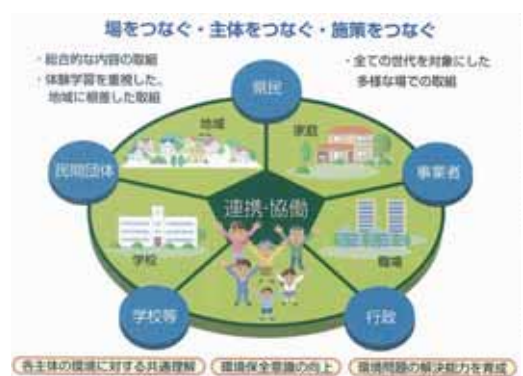 場をつなぐ・主体をつなぐ・施策をつなぐ
・総合的な内容の取組
・体験学習を重視した、
地域に根差した取組
・全ての世代を対象にした
多様な場での取組
県民
地域
家庭
民間団体
事業者
連携・協働
学校
職場
学校等
行政
各主体の環境に対する共通理解
環境保全意識の向上
環境問題の解決能力を育成